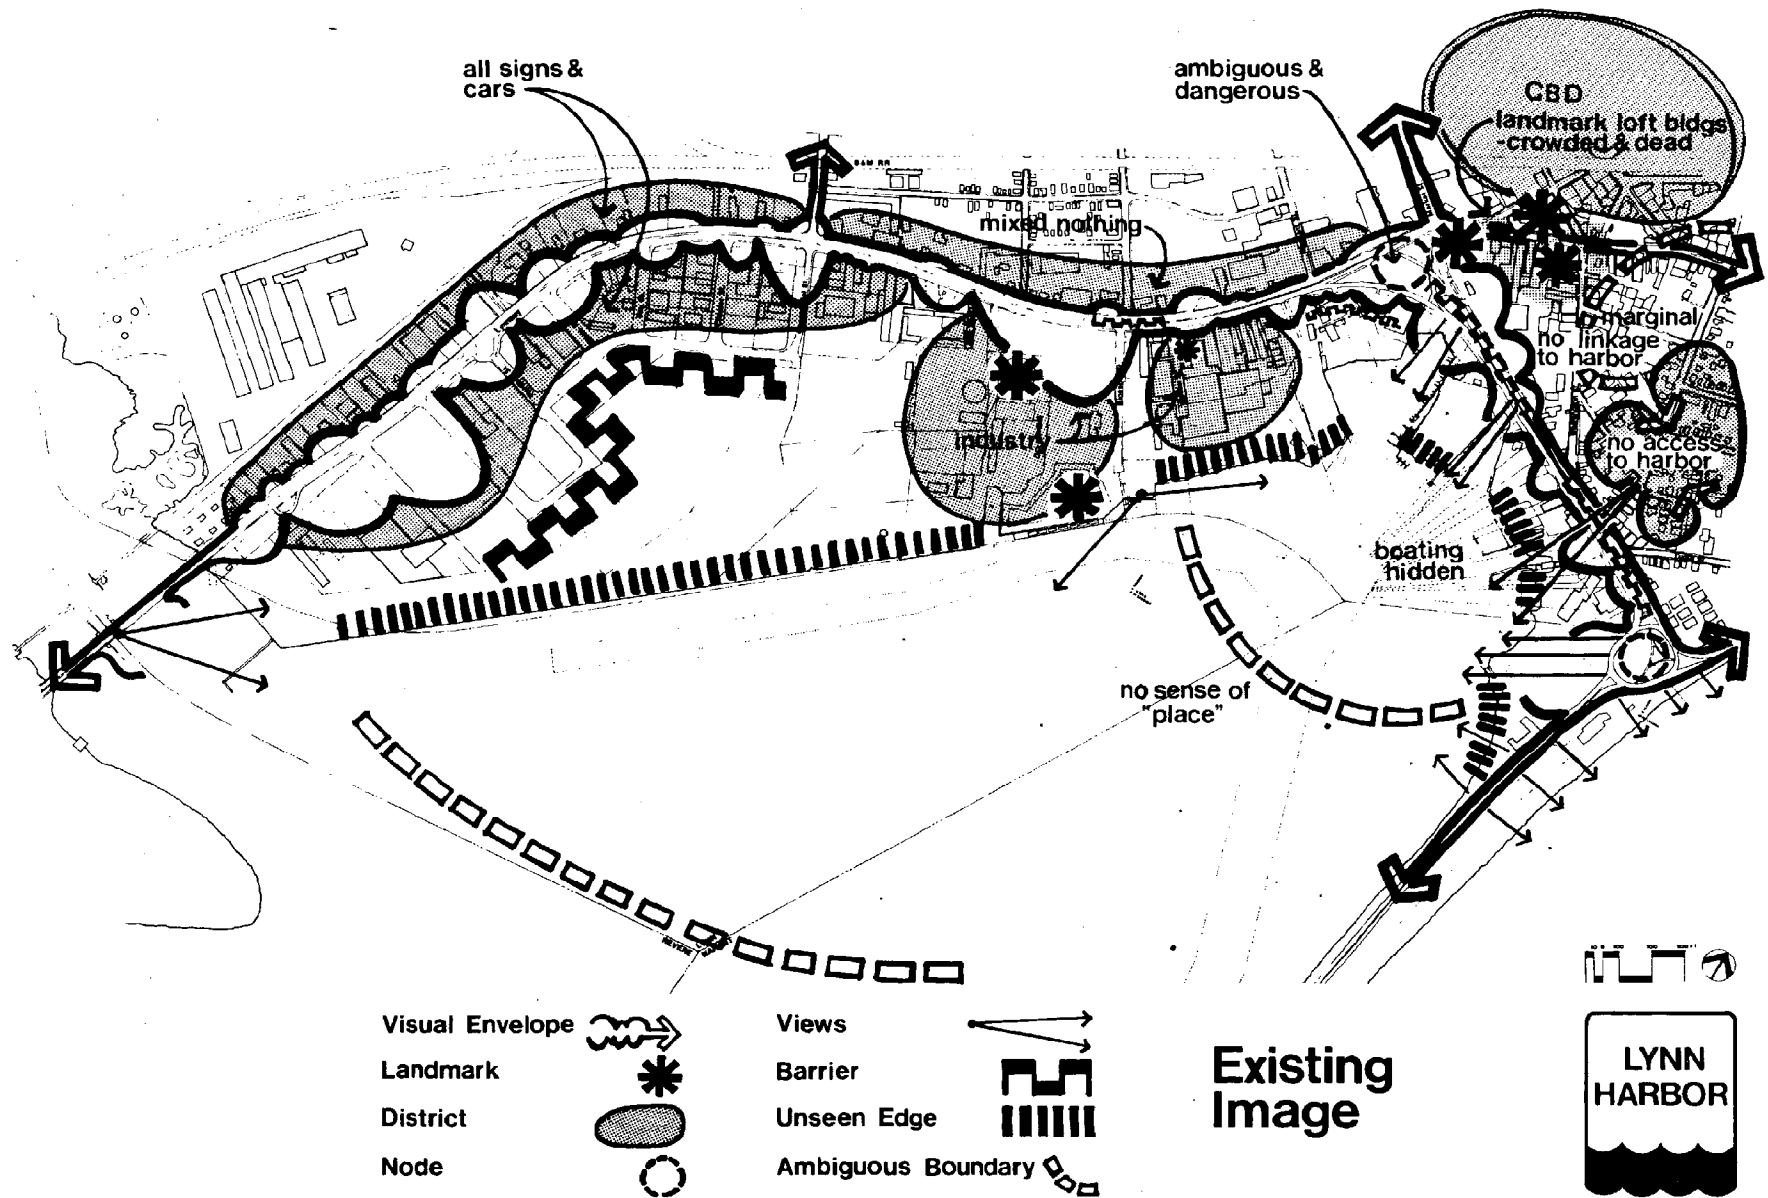 all signs &
cars
ambiguous &
dangerous
CBD
landmark loft bldgs
-crowded & dead
B&M RR
mixed nothing
marginal
no linkage
to harbor
industry
no access
to harbor
boating
hidden
no sense of
"place"
Visual Envelope
Landmark
District
Node
Views
Barrier
Unseen Edge
Ambiguous Boundary
Existing
Image
LYNN
HARBOR